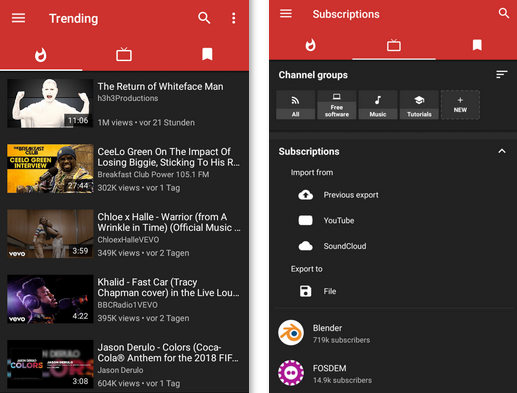 Trending
The Return of Whiteface Man
h3h3Productions
1M views • vor 21 Stunden
11:06
CeeLo Green On The Impact Of
Losing Biggie, Sticking To His R...
Breakfast Club Power 105.1 FM
302K views • vor 1 Tag
THE BREAKFAST CLUB
CEELO GREEN
INTERVIEW
27:44
Chloe x Halle - Warrior (from A
Wrinkle in Time) (Official Music ...
ChloexHalleVEVO
349K views • vor 2 Tagen
vevo
3:59
Khalid - Fast Car (Tracy
Chapman cover) in the Live Lou...
BBCRadio1VEVO
395K views • vor 2 Tagen
vevo
4:22
Jason Derulo - Colors (Coca-
Cola® Anthem for the 2018 FIF...
Jason Derulo
604K views • vor 1 Tag
DERULO
COLORS
vevo
3:08
Subscriptions
Channel groups
All
Free
software
Music
Tutorials
+
NEW
Subscriptions
Import from
Previous export
YouTube
SoundCloud
Export to
File
Blender
719k subscribers
FOSDEM
14.9k subscribers